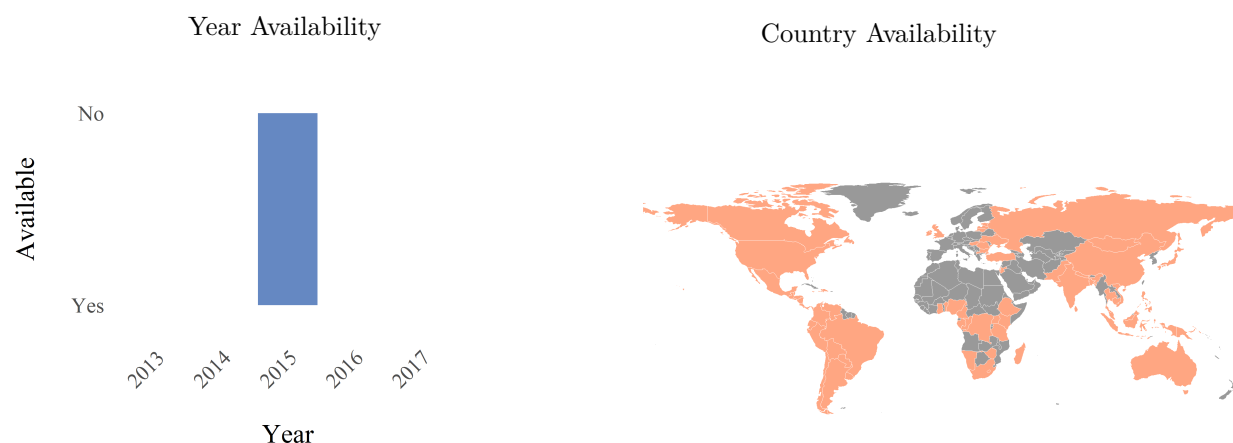 Year Availability
No
Available
Yes
2013
2014
2015
2016
2017
Year
Country Availability